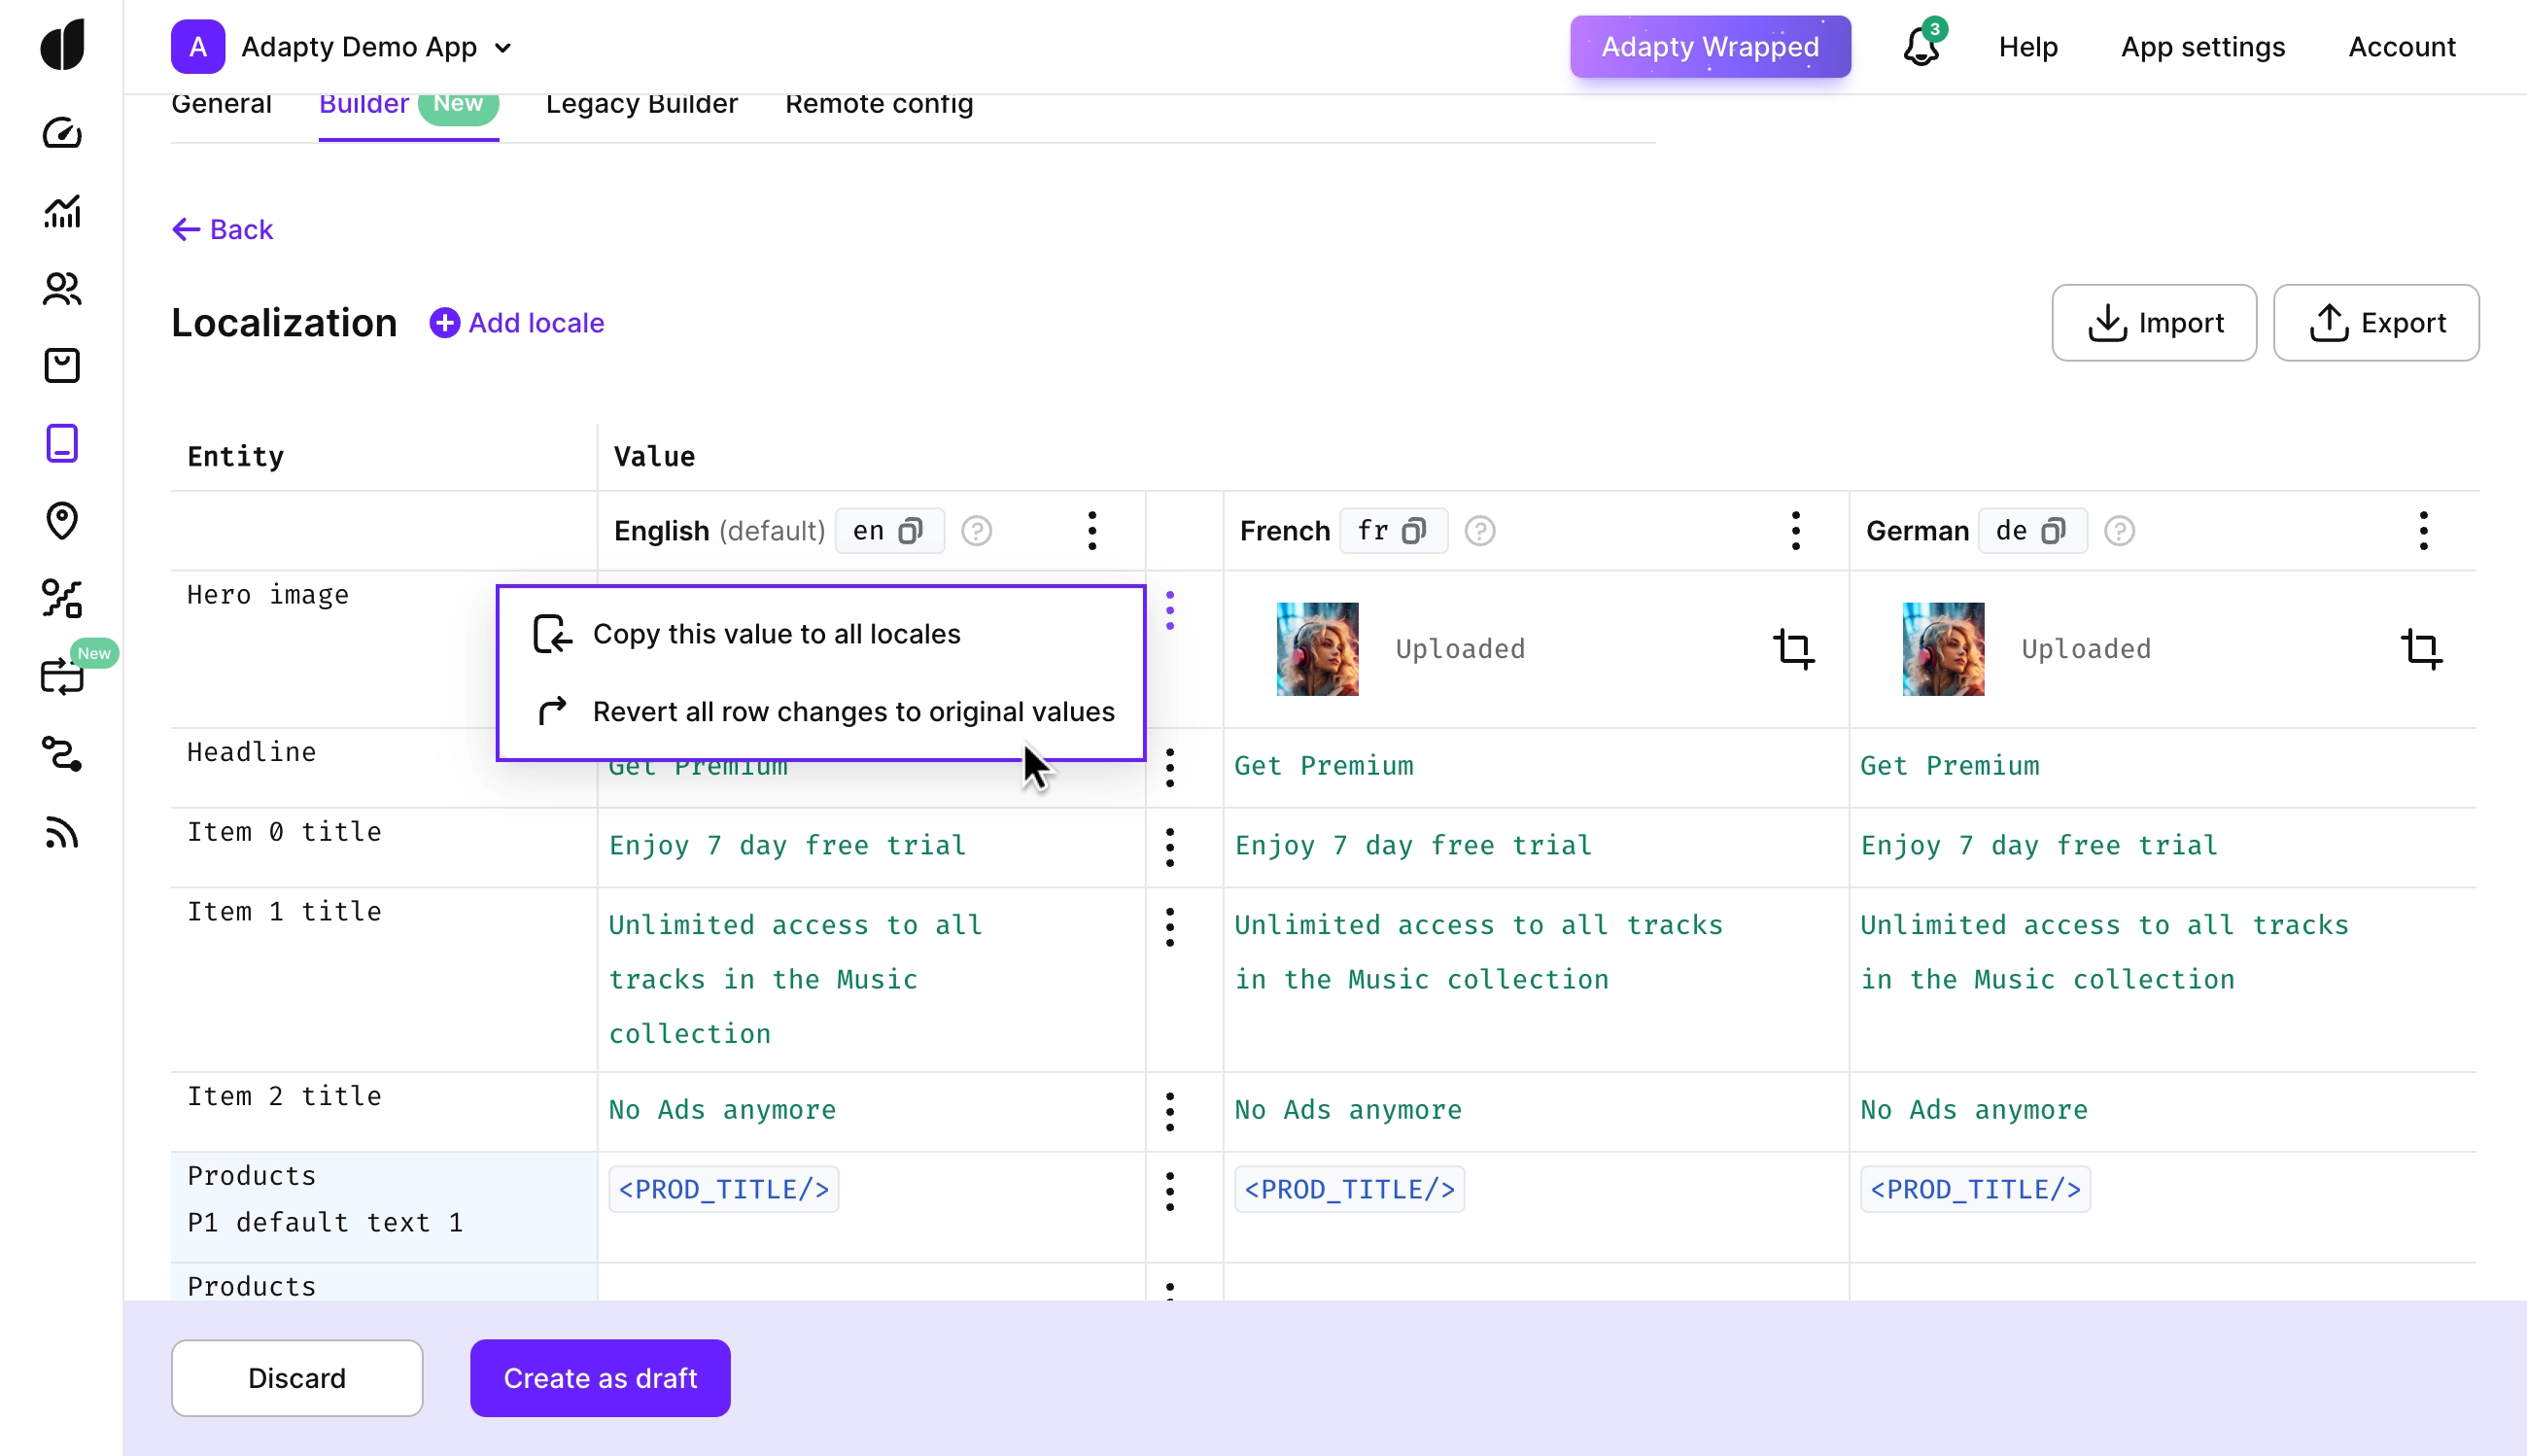 A Adapty Demo App
Adapty Wrapped
3
Help
App settings
Account
General
Builder New
Legacy Builder
Remote config
Back
Localization
Add locale
Import
Export
Entity
Value
English (default) en ?
French fr ?
German de ?
Hero image
Copy this value to all locales
Revert all row changes to original values
Uploaded
Uploaded
New
Headline
Get Premium
Get Premium
Get Premium
Item 0 title
Enjoy 7 day free trial
Enjoy 7 day free trial
Enjoy 7 day free trial
Item 1 title
Unlimited access to all
tracks in the Music
collection
Unlimited access to all tracks
in the Music collection
Unlimited access to all tracks
in the Music collection
Item 2 title
No Ads anymore
No Ads anymore
No Ads anymore
Products
P1 default text 1
<PROD_TITLE/>
<PROD_TITLE/>
<PROD_TITLE/>
Products
Discard
Create as draft